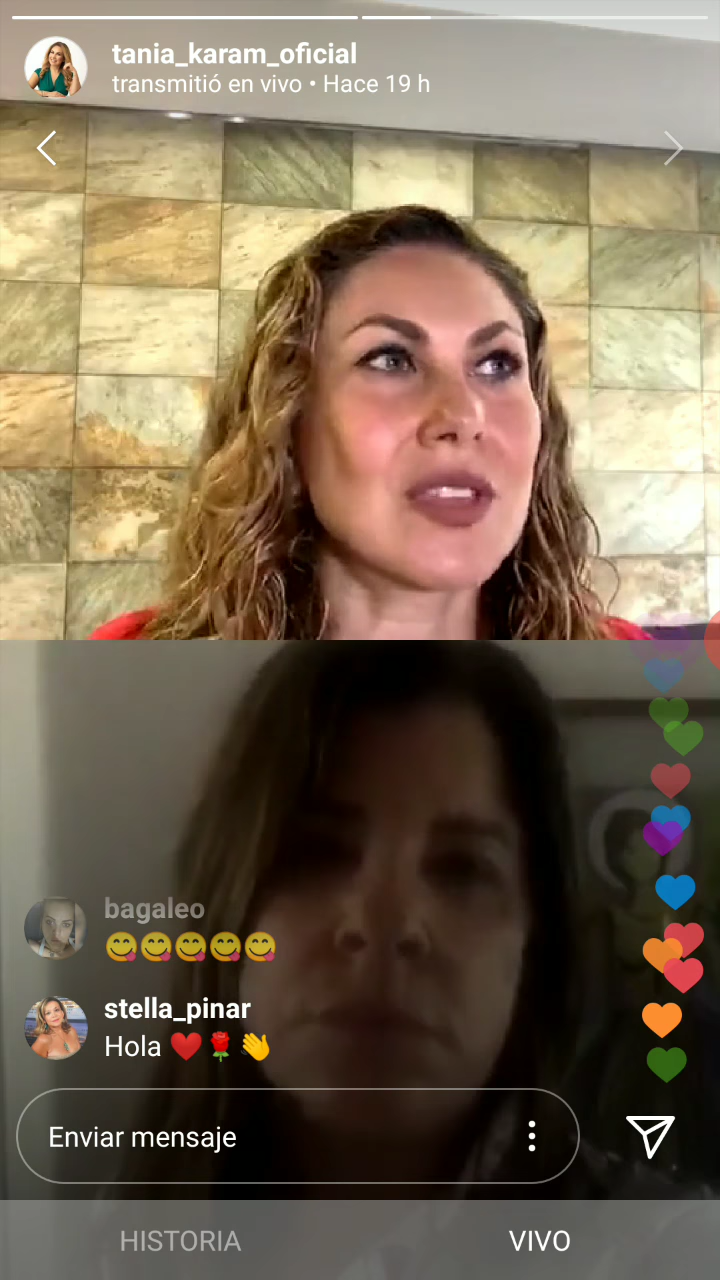 tania_karam_oficial
transmitió en vivo • Hace 19 h
bagaleo
😋😋😋😋😋
stella_pinar
Hola ❤️🌹👋
Enviar mensaje
HISTORIA
VIVO